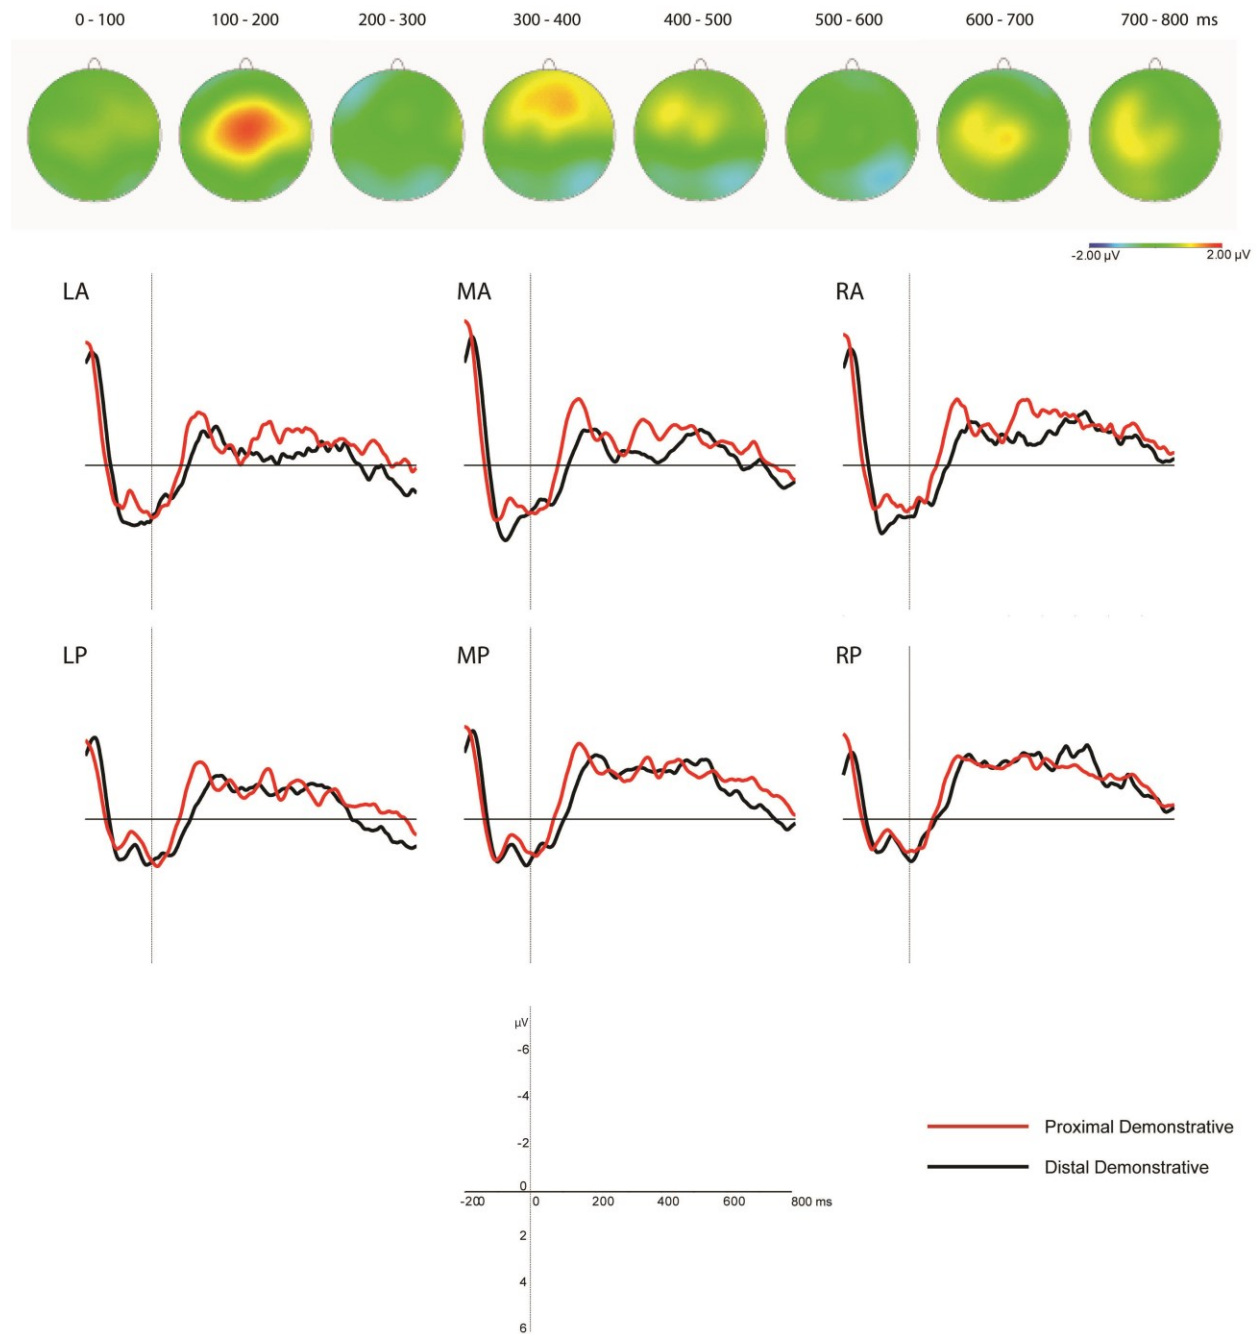 0 - 100 100 - 200 200 - 300 300 - 400 400 - 500 500 - 600 600 - 700 700 - 800 ms
-2.00 µV 2.00 µV
LA MA RA
LP MP RP
µV
-6
-4
-2
0
-200 0 200 400 600 800 ms
2
4
6
Proximal Demonstrative
Distal Demonstrative